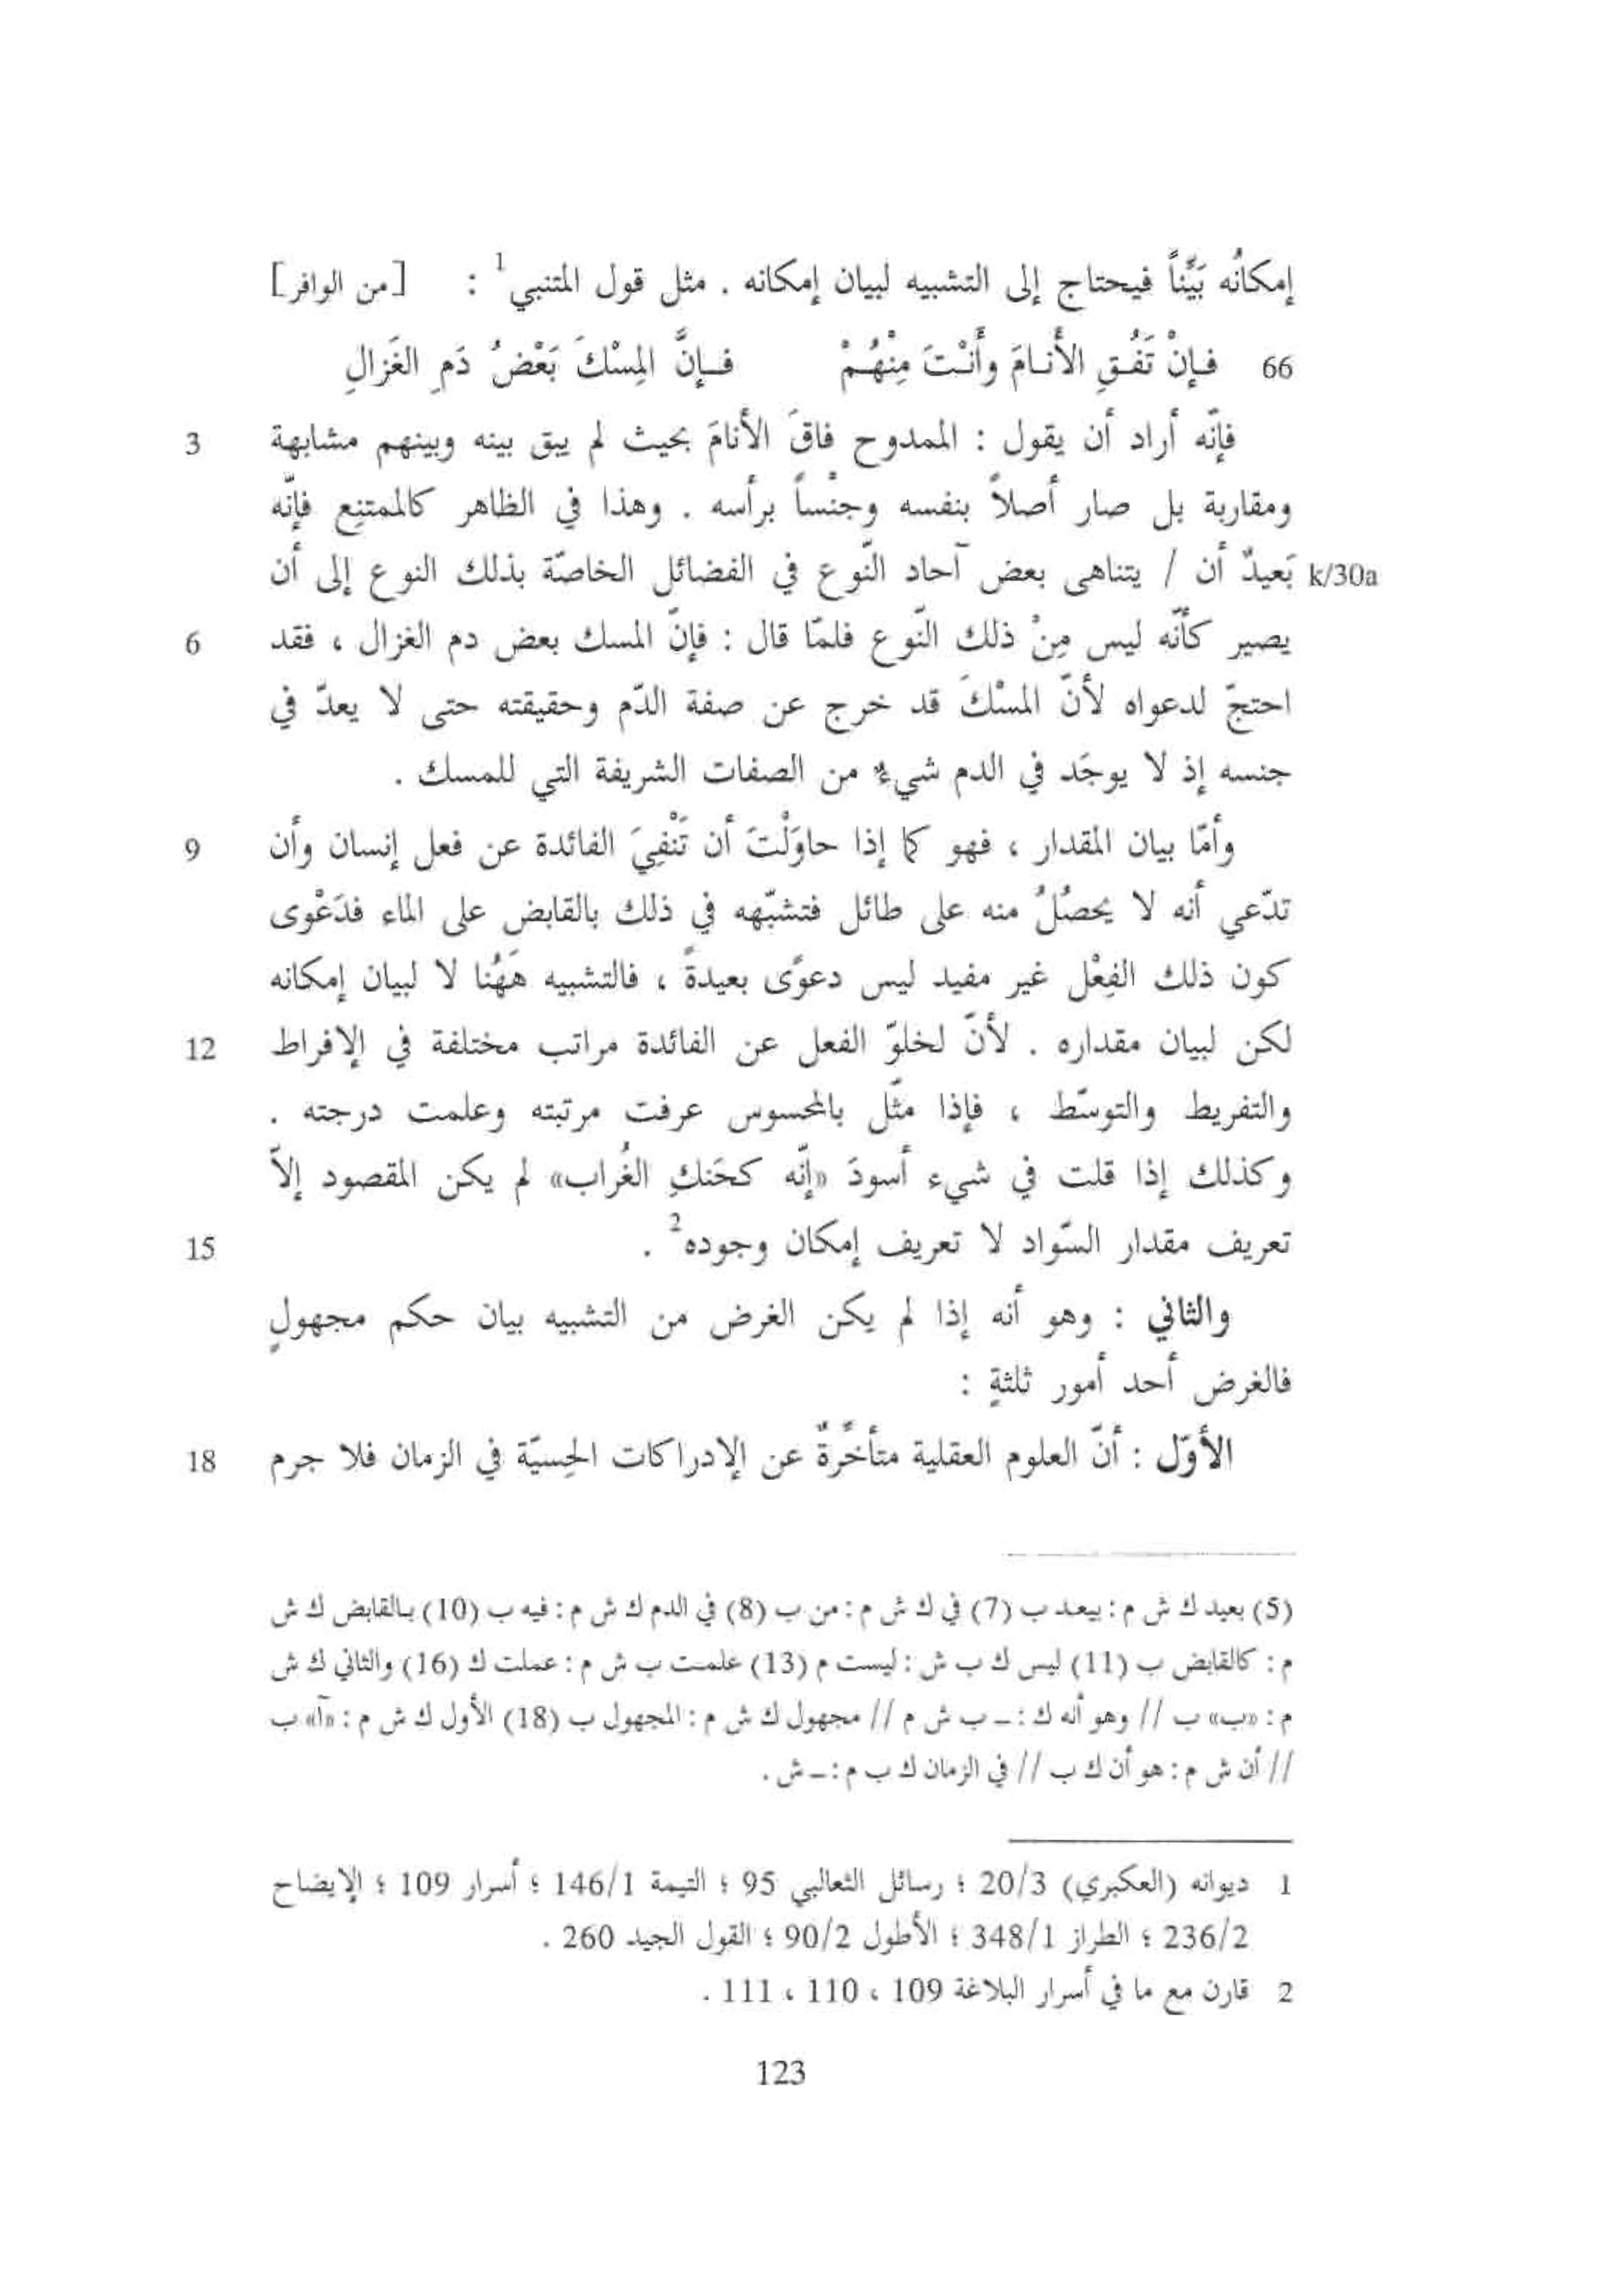 إمكانُه بَيِّناً فيحتاج إلى التشبيه لبيان إمكانه . مثل قول المتنبي1 : [من الوافر]
66 فـإنْ تَفُـقِ الأَنـامَ وأَنْـتَ مِنْهُـمْ فـإنَّ المِسْكَ بَعْضُ دَمِ الغَزالِ
فإنّه أراد أن يقول : الممدوح فاقَ الأنامَ بحيث لم يبق بينه وبينهم مشابهة 3
ومقاربة بل صار أصلاً بنفسه وجنْساً برأسه . وهذا في الظاهر كالممتنِع فإنّه
k/30a بَعيدٌ أن / يتناهى بعض آحاد النّوع في الفضائل الخاصّة بذلك النوع إلى أن
يصير كأنّه ليس مِنْ ذلك النّوع فلمّا قال : فإنّ المسك بعض دم الغزال ، فقد 6
احتجّ لدعواه لأنّ المسْكَ قد خرج عن صفة الدّم وحقيقته حتى لا يعدّ في
جنسه إذ لا يوجَد في الدم شيءٌ من الصفات الشريفة التي للمسك .
وأمّا بيان المقدار ، فهو كما إذا حاوَلْتَ أن تَنْفِيَ الفائدة عن فعل إنسان وأن 9
تدّعي أنه لا يحصُلُ منه على طائل فتشبّهه في ذلك بالقابض على الماء فدَعْوى
كون ذلك الفِعْل غير مفيد ليس دعوًى بعيدةً ، فالتشبيه هَهُنا لا لبيان إمكانه
لكن لبيان مقداره . لأنّ لخلوّ الفعل عن الفائدة مراتب مختلفة في الإفراط 12
والتفريط والتوسّط ، فإذا مثّل بالمحسوس عرفت مرتبته وعلمت درجته .
وكذلك إذا قلت في شيء أسودَ «إنّه كحَنكِ الغُراب» لم يكن المقصود إلاّ
تعريف مقدار السّواد لا تعريف إمكان وجوده2 . 15
والثاني : وهو أنه إذا لم يكن الغرض من التشبيه بيان حكم مجهولٍ
فالغرض أحد أمور ثلثةٍ :
الأوّل : أنّ العلوم العقلية متأخّرةٌ عن الإدراكات الحِسيّة في الزمان فلا جرم 18
(5) بعيد ك ش م : يبعد ب (7) في ك ش م : من ب (8) في الدم ك ش م : فيه ب (10) بالقابض ك ش
م : كالقابض ب (11) ليس ك ب ش : ليست م (13) علمت ب ش م : عملت ك (16) والثاني ك ش
م : «ب» ب // وهو أنه ك : ــ ب ش م // مجهول ك ش م : المجهول ب (18) الأول ك ش م : «آ» ب
// أن ش م : هو أن ك ب // في الزمان ك ب م : ــ ش .
1 ديوانه (العكبري) 20/3 ؛ رسائل الثعالبي 95 ؛ التيمة 146/1 ؛ أسرار 109 ؛ الإيضاح
236/2 ؛ الطراز 348/1 ؛ الأطول 90/2 ؛ القول الجيد 260 .
2 قارن مع ما في أسرار البلاغة 109 ، 110 ، 111 .
123